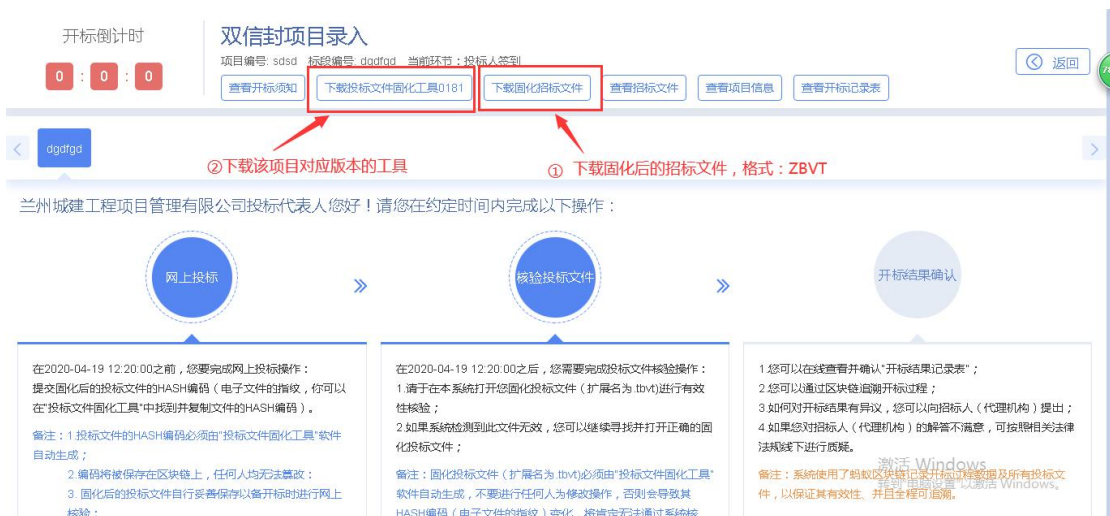 开标倒计时
双信封项目录入
项目编号: sdsd 标段编号: dgdfgd 当前环节：投标人签到
0 : 0 : 0
返回
查看开标须知 下载投标文件固化工具0181 下载固化招标文件 查看招标文件 查看项目信息 查看开标记录表
dgdfgd
②下载该项目对应版本的工具
① 下载固化后的招标文件，格式：ZBVT
兰州城建工程项目管理有限公司投标代表人您好！请您在约定时间内完成以下操作：
网上投标
核验投标文件
开标结果确认
在2020-04-19 12:20:00之前，您要完成网上投标操作：
提交固化后的投标文件的HASH编码（电子文件的指纹，你可以
在"投标文件固化工具"中找到并复制文件的HASH编码）。
备注：1.投标文件的HASH编码必须由"投标文件固化工具"软件
自动生成；
2.编码将被保存在区块链上，任何人均无法篡改；
3. 固化后的投标文件自行妥善保存以备开标时进行网上
核验；
在2020-04-19 12:20:00之后，您需要完成投标文件核验操作：
1.请于在本系统打开您固化投标文件（扩展名为.tbvt)进行有效
性核验；
2.如果系统检测到此文件无效，您可以继续寻找并打开正确的固
化投标文件；
备注：固化投标文件（扩展名为.tbvt)必须由"投标文件固化工具"
软件自动生成，不要进行任何人为修改操作，否则会导致其
HASH编码（电子文件的指纹）变化，将肯定无法通过系统核
1.您可以在线查看并确认"开标结果记录表"；
2.您可以通过区块链追溯开标过程；
3.如何对开标结果有异议，您可以向招标人（代理机构）提出；
4.如果您对招标人（代理机构）的解答不满意，可按照相关法律
法规线下进行质疑。
备注：系统使用了蚂蚁区块链记录开标过程数据及所有投标文
件，以保证其有效性、并且全程可追溯。
激活 Windows
转到"电脑设置"以激活 Windows。